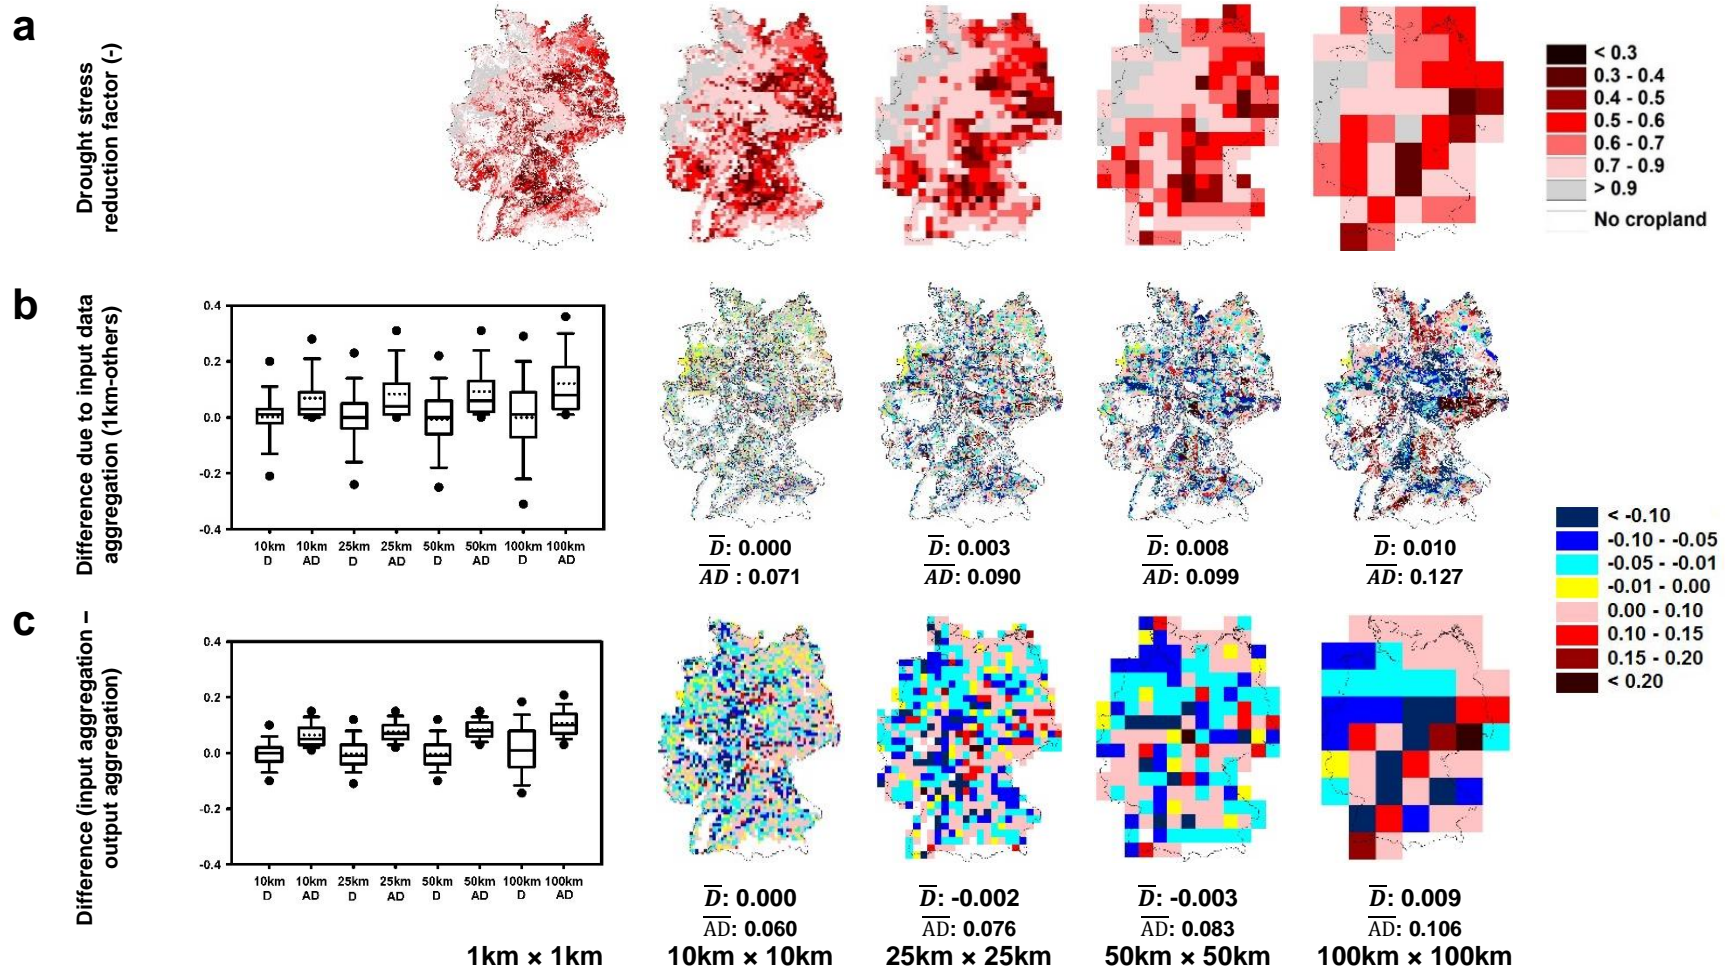 a
Drought stress
reduction factor (-)
< 0.3
0.3 - 0.4
0.4 - 0.5
0.5 - 0.6
0.6 - 0.7
0.7 - 0.9
> 0.9
No cropland
b
Difference due to input data
aggregation (1km-others)
0.4
0.2
0.0
-0.2
-0.4
10km 10km 25km 25km 50km 50km 100km 100km
D AD D AD D AD D AD
D̅: 0.000
A̅D̅ : 0.071
D̅: 0.003
A̅D̅: 0.090
D̅: 0.008
A̅D̅: 0.099
D̅: 0.010
A̅D̅: 0.127
< -0.10
-0.10 - -0.05
-0.05 - -0.01
-0.01 - 0.00
0.00 - 0.10
0.10 - 0.15
0.15 - 0.20
< 0.20
c
Difference (input aggregation –
output aggregation)
0.4
0.2
0.0
-0.2
-0.4
10km 10km 25km 25km 50km 50km 100km 100km
D AD D AD D AD D AD
D̅: 0.000
A̅D̅: 0.060
D̅: -0.002
A̅D̅: 0.076
D̅: -0.003
A̅D̅: 0.083
D̅: 0.009
A̅D̅: 0.106
1km × 1km 10km × 10km 25km × 25km 50km × 50km 100km × 100km